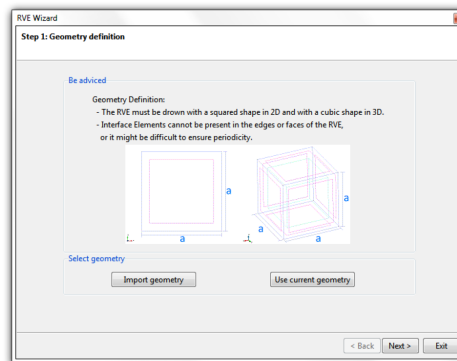 RVE Wizard
Step 1: Geometry definition
Be adviced
Geometry Definition:
- The RVE must be drown with a squared shape in 2D and with a cubic shape in 3D.
- Interface Elements cannot be present in the edges or faces of the RVE,
or it might be difficult to ensure periodicity.
a
a
a
a
a
Select geometry
Import geometry
Use current geometry
< Back
Next >
Exit